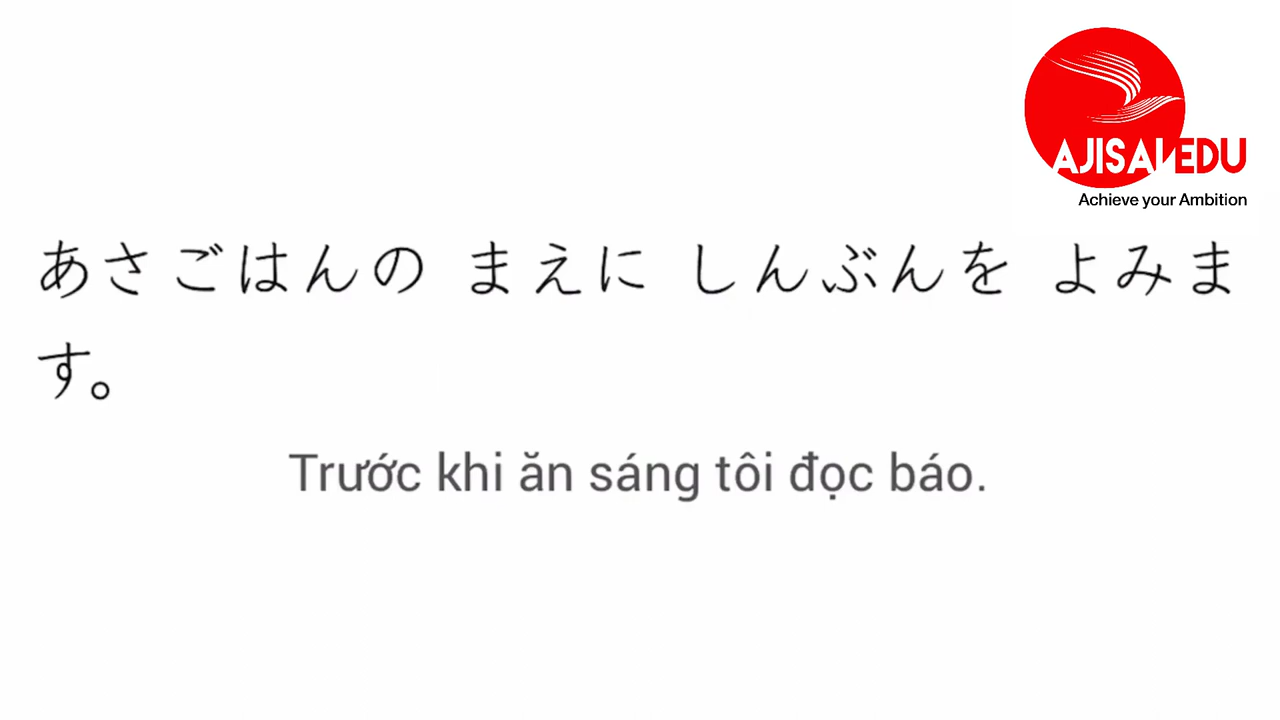 AJISAI EDU
Achieve your Ambition
あさごはんの まえに しんぶんを よみま
す。
Trước khi ăn sáng tôi đọc báo.